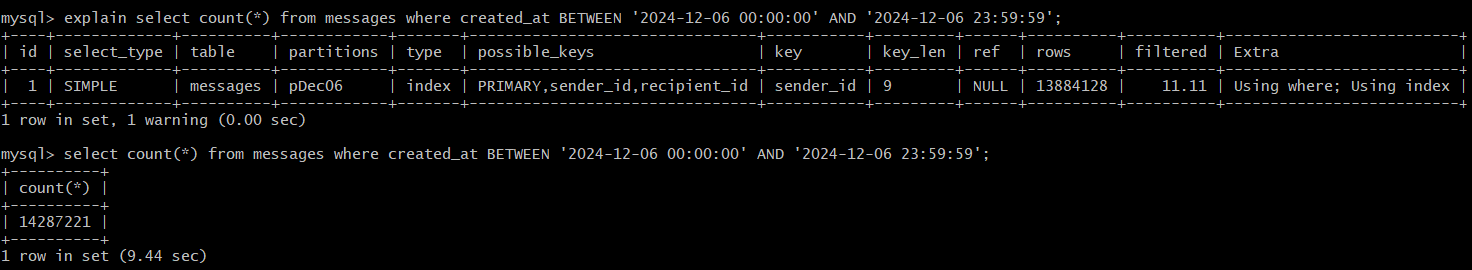 mysql> explain select count(*) from messages where created_at BETWEEN '2024-12-06 00:00:00' AND '2024-12-06 23:59:59';
+----+-------------+----------+------------+-------+--------------------------------+-----------+---------+------+----------+----------+--------------------------+
| id | select_type | table    | partitions | type  | possible_keys                  | key       | key_len | ref  | rows     | filtered | Extra                    |
+----+-------------+----------+------------+-------+--------------------------------+-----------+---------+------+----------+----------+--------------------------+
|  1 | SIMPLE      | messages | pDec06     | index | PRIMARY,sender_id,recipient_id | sender_id | 9       | NULL | 13884128 |    11.11 | Using where; Using index |
+----+-------------+----------+------------+-------+--------------------------------+-----------+---------+------+----------+----------+--------------------------+
1 row in set, 1 warning (0.00 sec)
mysql> select count(*) from messages where created_at BETWEEN '2024-12-06 00:00:00' AND '2024-12-06 23:59:59';
+----------+
| count(*) |
+----------+
| 14287221 |
+----------+
1 row in set (9.44 sec)